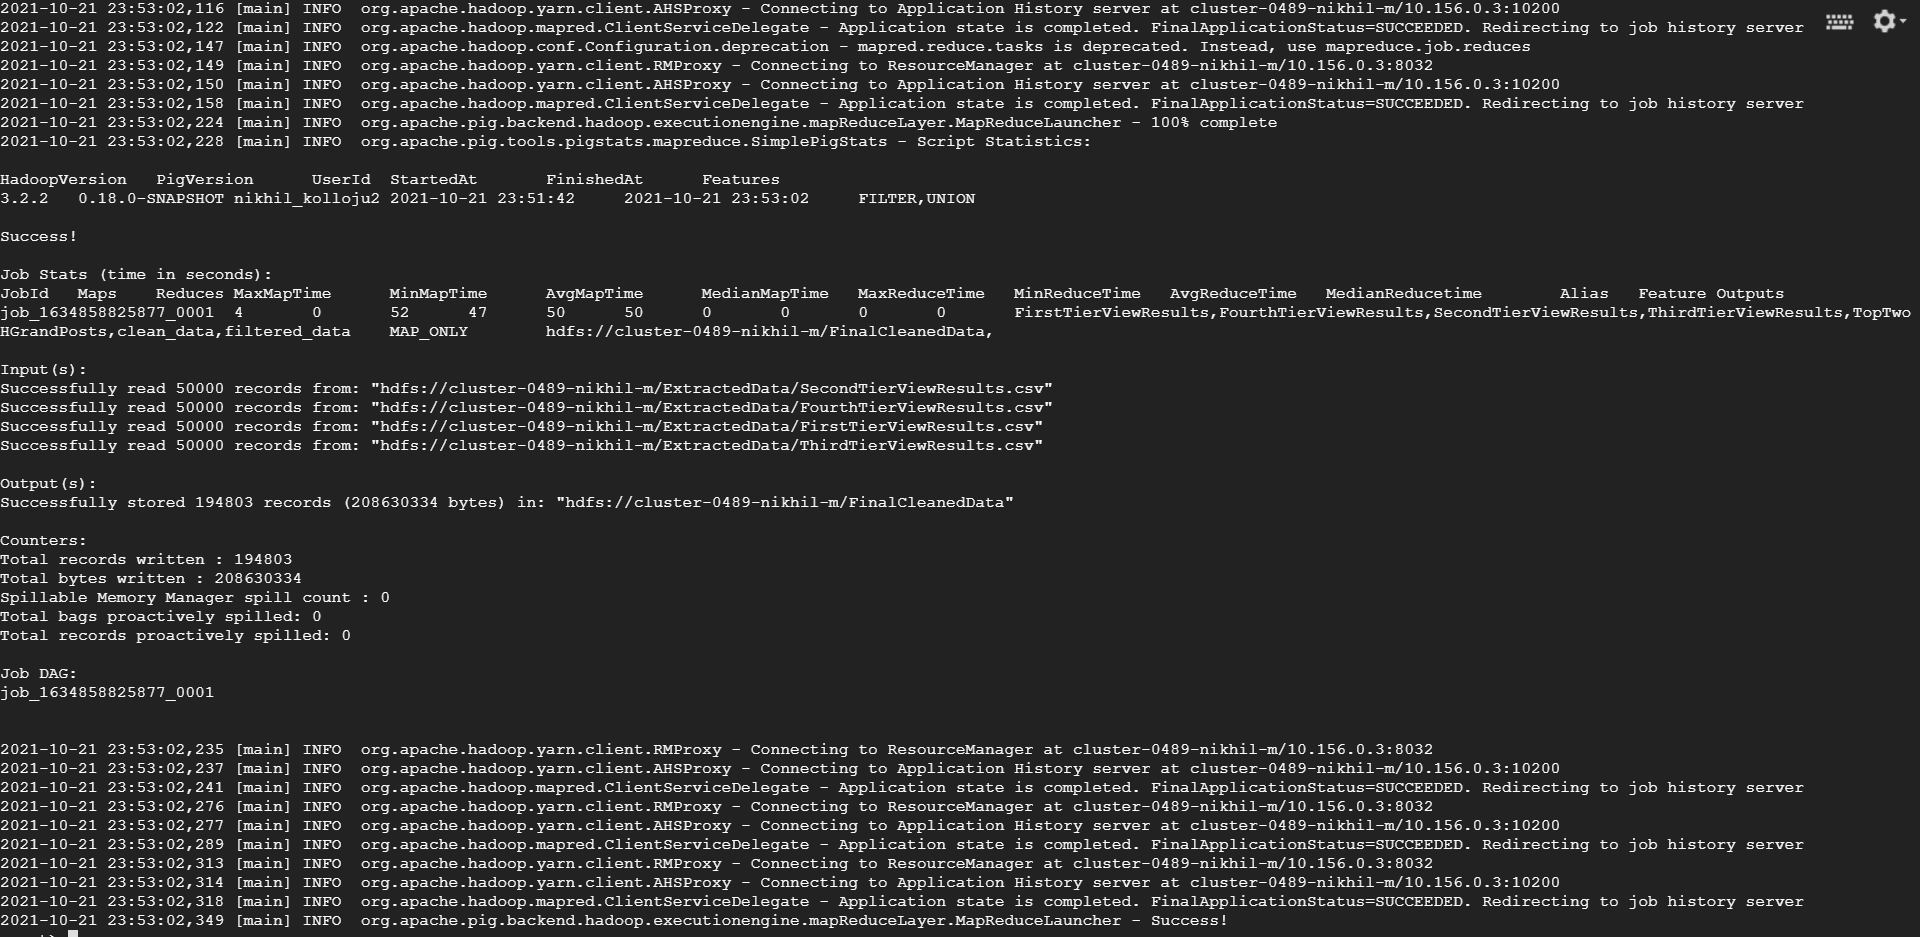 2021-10-21 23:53:02,116 [main] INFO  org.apache.hadoop.yarn.client.AHSProxy - Connecting to Application History server at cluster-0489-nikhil-m/10.156.0.3:10200
2021-10-21 23:53:02,122 [main] INFO  org.apache.hadoop.mapred.ClientServiceDelegate - Application state is completed. FinalApplicationStatus=SUCCEEDED. Redirecting to job history server
2021-10-21 23:53:02,147 [main] INFO  org.apache.hadoop.conf.Configuration.deprecation - mapred.reduce.tasks is deprecated. Instead, use mapreduce.job.reduces
2021-10-21 23:53:02,149 [main] INFO  org.apache.hadoop.yarn.client.RMProxy - Connecting to ResourceManager at cluster-0489-nikhil-m/10.156.0.3:8032
2021-10-21 23:53:02,150 [main] INFO  org.apache.hadoop.yarn.client.AHSProxy - Connecting to Application History server at cluster-0489-nikhil-m/10.156.0.3:10200
2021-10-21 23:53:02,158 [main] INFO  org.apache.hadoop.mapred.ClientServiceDelegate - Application state is completed. FinalApplicationStatus=SUCCEEDED. Redirecting to job history server
2021-10-21 23:53:02,224 [main] INFO  org.apache.pig.backend.hadoop.executionengine.mapReduceLayer.MapReduceLauncher - 100% complete
2021-10-21 23:53:02,228 [main] INFO  org.apache.pig.tools.pigstats.mapreduce.SimplePigStats - Script Statistics:
HadoopVersion   PigVersion      UserId  StartedAt       FinishedAt      Features
3.2.2   0.18.0-SNAPSHOT nikhil_kolloju2 2021-10-21 23:51:42     2021-10-21 23:53:02     FILTER,UNION
Success!
Job Stats (time in seconds):
JobId   Maps    Reduces MaxMapTime      MinMapTime      AvgMapTime      MedianMapTime   MaxReduceTime   MinReduceTime   AvgReduceTime   MedianReducetime        Alias   Feature Outputs
job_1634858825877_0001  4       0       52      47      50      50      0       0       0       0       FirstTierViewResults,FourthTierViewResults,SecondTierViewResults,ThirdTierViewResults,TopTwo
HGrandPosts,clean_data,filtered_data    MAP_ONLY        hdfs://cluster-0489-nikhil-m/FinalCleanedData,
Input(s):
Successfully read 50000 records from: "hdfs://cluster-0489-nikhil-m/ExtractedData/SecondTierViewResults.csv"
Successfully read 50000 records from: "hdfs://cluster-0489-nikhil-m/ExtractedData/FourthTierViewResults.csv"
Successfully read 50000 records from: "hdfs://cluster-0489-nikhil-m/ExtractedData/FirstTierViewResults.csv"
Successfully read 50000 records from: "hdfs://cluster-0489-nikhil-m/ExtractedData/ThirdTierViewResults.csv"
Output(s):
Successfully stored 194803 records (208630334 bytes) in: "hdfs://cluster-0489-nikhil-m/FinalCleanedData"
Counters:
Total records written : 194803
Total bytes written : 208630334
Spillable Memory Manager spill count : 0
Total bags proactively spilled: 0
Total records proactively spilled: 0
Job DAG:
job_1634858825877_0001
2021-10-21 23:53:02,235 [main] INFO  org.apache.hadoop.yarn.client.RMProxy - Connecting to ResourceManager at cluster-0489-nikhil-m/10.156.0.3:8032
2021-10-21 23:53:02,237 [main] INFO  org.apache.hadoop.yarn.client.AHSProxy - Connecting to Application History server at cluster-0489-nikhil-m/10.156.0.3:10200
2021-10-21 23:53:02,241 [main] INFO  org.apache.hadoop.mapred.ClientServiceDelegate - Application state is completed. FinalApplicationStatus=SUCCEEDED. Redirecting to job history server
2021-10-21 23:53:02,276 [main] INFO  org.apache.hadoop.yarn.client.RMProxy - Connecting to ResourceManager at cluster-0489-nikhil-m/10.156.0.3:8032
2021-10-21 23:53:02,277 [main] INFO  org.apache.hadoop.yarn.client.AHSProxy - Connecting to Application History server at cluster-0489-nikhil-m/10.156.0.3:10200
2021-10-21 23:53:02,289 [main] INFO  org.apache.hadoop.mapred.ClientServiceDelegate - Application state is completed. FinalApplicationStatus=SUCCEEDED. Redirecting to job history server
2021-10-21 23:53:02,313 [main] INFO  org.apache.hadoop.yarn.client.RMProxy - Connecting to ResourceManager at cluster-0489-nikhil-m/10.156.0.3:8032
2021-10-21 23:53:02,314 [main] INFO  org.apache.hadoop.yarn.client.AHSProxy - Connecting to Application History server at cluster-0489-nikhil-m/10.156.0.3:10200
2021-10-21 23:53:02,318 [main] INFO  org.apache.hadoop.mapred.ClientServiceDelegate - Application state is completed. FinalApplicationStatus=SUCCEEDED. Redirecting to job history server
2021-10-21 23:53:02,349 [main] INFO  org.apache.pig.backend.hadoop.executionengine.mapReduceLayer.MapReduceLauncher - Success!